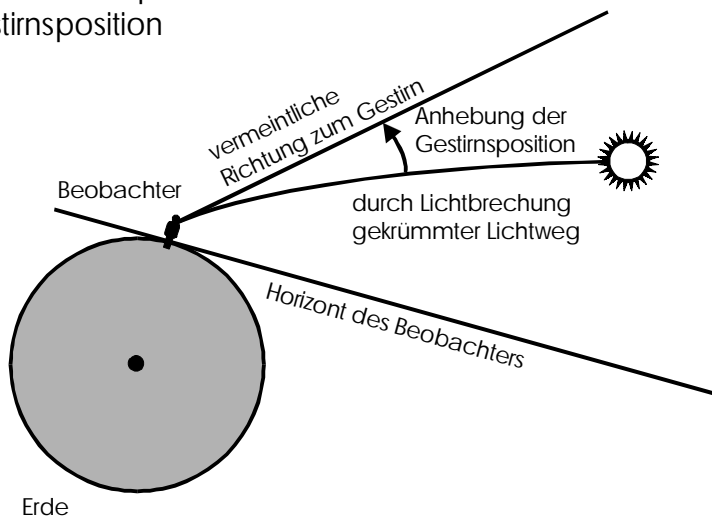 stirnsposition
vermeintliche
Richtung zum Gestirn
Anhebung der
Gestirnsposition
Beobachter
durch Lichtbrechung
gekrümmter Lichtweg
Horizont des Beobachters
Erde